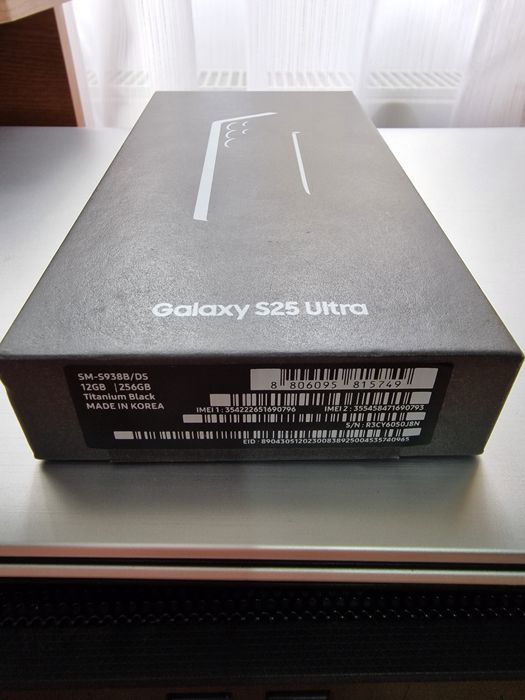 Galaxy S25 Ultra
SM-S938B/DS
12GB | 256GB
Titanium Black
MADE IN KOREA
8 806095 815749
IMEI 1 : 354222651690796 IMEI 2 : 355458471690793
S/N : R3CY6050J8N
EID : 89043051202300838925004535740965